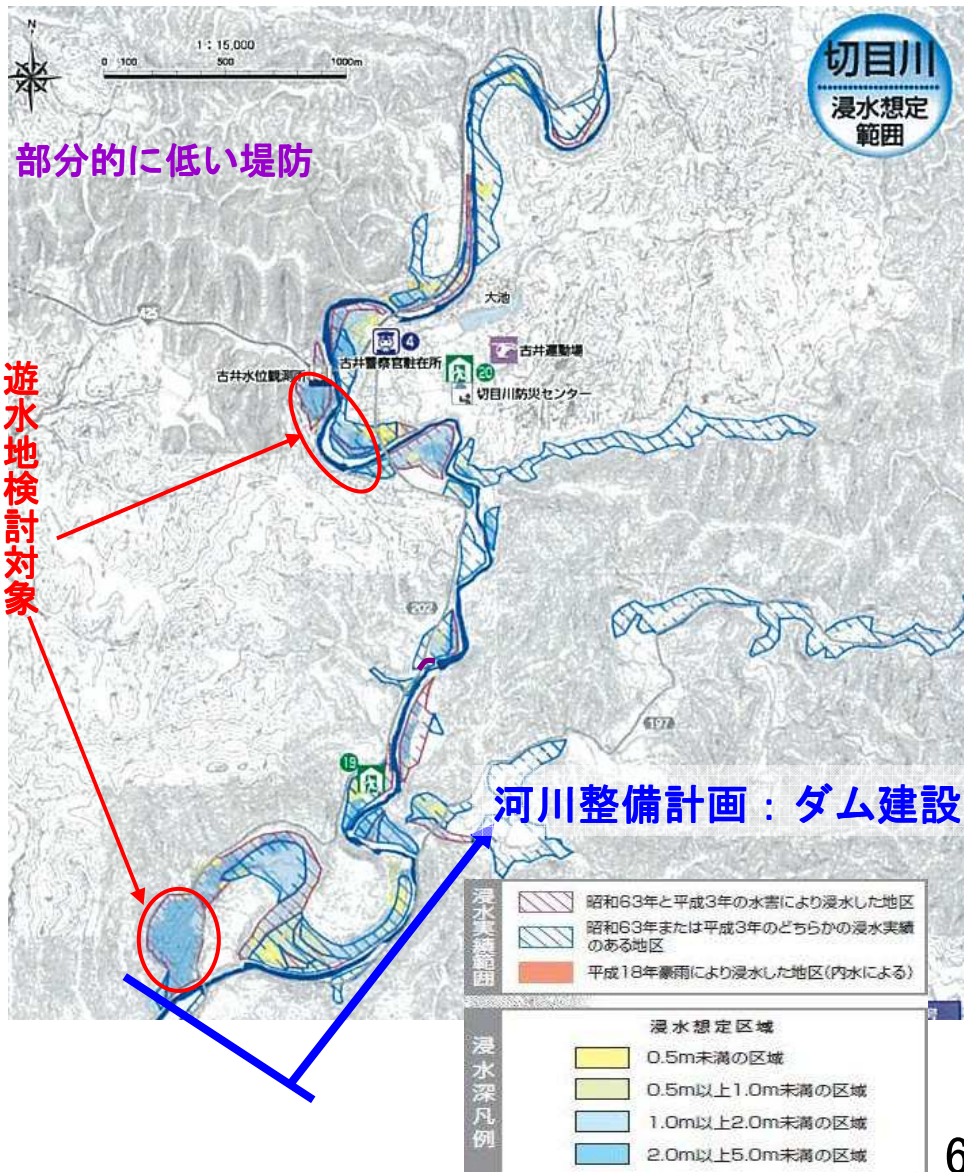 N
1：15,000
0 100 500 1000m
切目川
浸水想定
範囲
部分的に低い堤防
425
大池
4
古井警察官駐在所
古井運動場
古井水位観測所
20
切目川防災センター
遊水地検討対象
202
197
19
河川整備計画：ダム建設
浸水実績範囲
昭和63年と平成3年の水害により浸水した地区
昭和63年または平成3年のどちらかの浸水実績
のある地区
平成18年豪雨により浸水した地区(内水による)
浸水深凡例
浸水想定区域
0.5m未満の区域
0.5m以上1.0m未満の区域
1.0m以上2.0m未満の区域
2.0m以上5.0m未満の区域
6